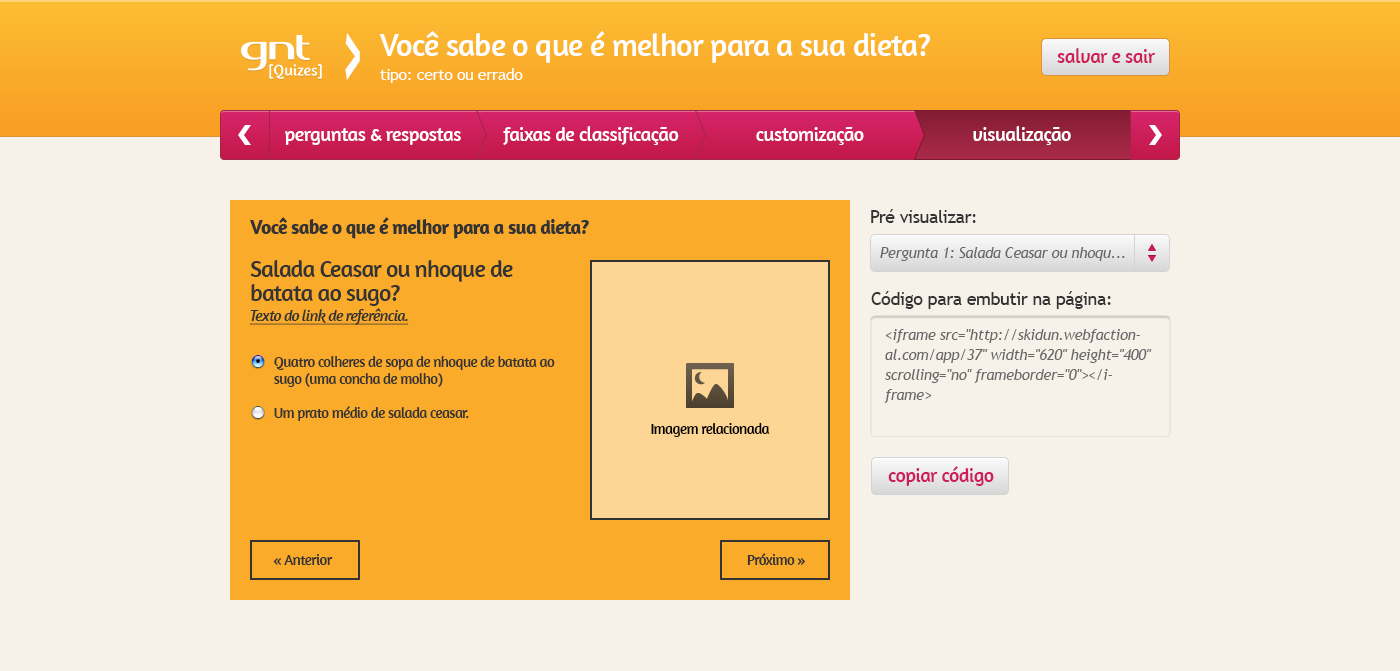 gnt
[Quizes]
Você sabe o que é melhor para a sua dieta?
tipo: certo ou errado
salvar e sair
perguntas & respostas
faixas de classificação
customização
visualização
Você sabe o que é melhor para a sua dieta?
Salada Ceasar ou nhoque de
batata ao sugo?
Texto do link de referência.
Quatro colheres de sopa de nhoque de batata ao
sugo (uma concha de molho)
Um prato médio de salada ceasar.
Imagem relacionada
« Anterior
Próximo »
Pré visualizar:
Pergunta 1: Salada Ceasar ou nhoqu...
Código para embutir na página:
<iframe src="http://skidun.webfaction-
al.com/app/37" width="620" height="400"
scrolling="no" frameborder="0"></i-
frame>
copiar código